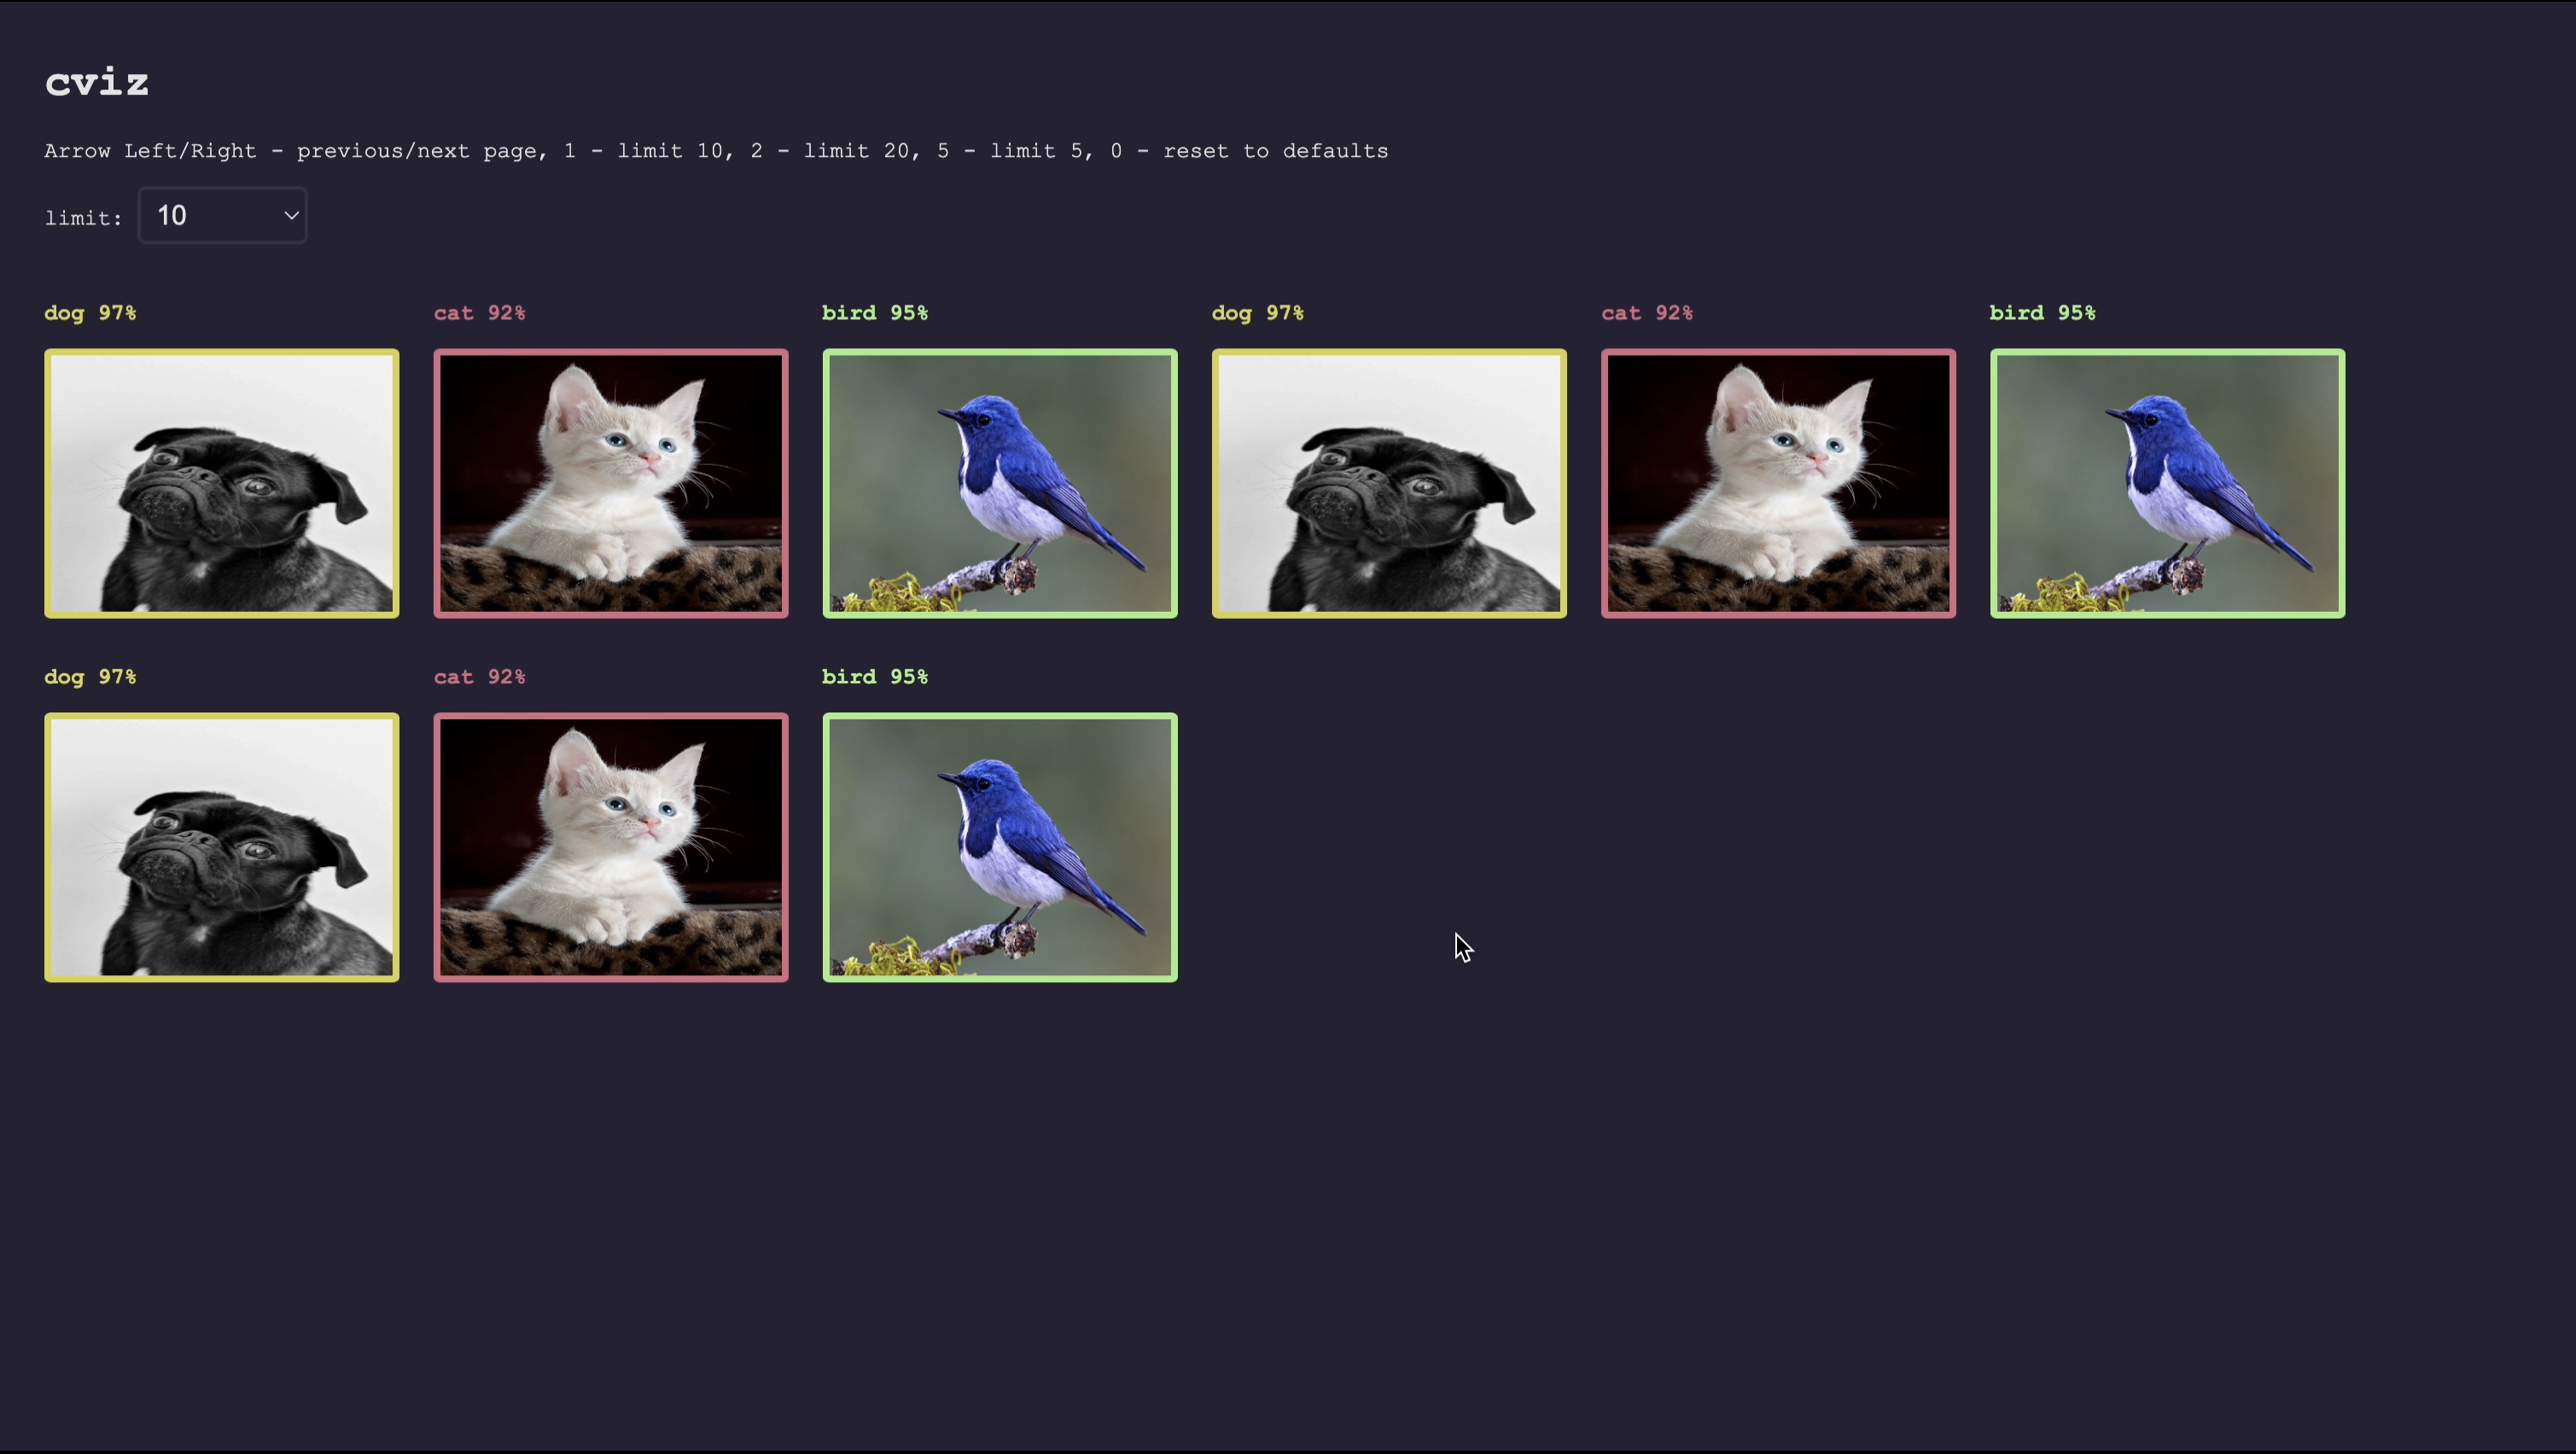 cviz
Arrow Left/Right - previous/next page, 1 - limit 10, 2 - limit 20, 5 - limit 5, 0 - reset to defaults
limit: 10
dog 97% cat 92% bird 95% dog 97% cat 92% bird 95%
dog 97% cat 92% bird 95%